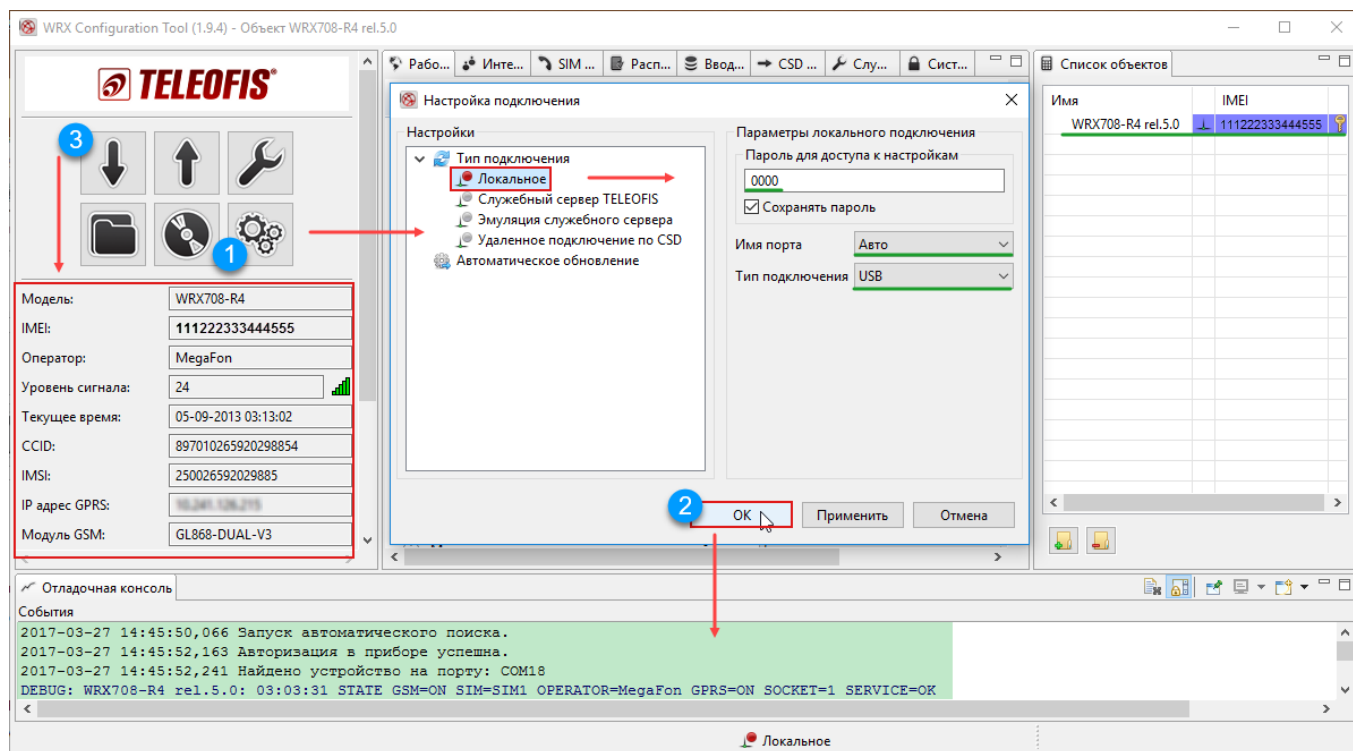 WRX Configuration Tool (1.9.4) - Объект WRX708-R4 rel.5.0
TELEOFIS®
3
1
Модель: WRX708-R4
IMEI: 111222333444555
Оператор: MegaFon
Уровень сигнала: 24
Текущее время: 05-09-2013 03:13:02
CCID: 897010265920298854
IMSI: 250026592029885
IP адрес GPRS:
Модуль GSM: GL868-DUAL-V3
Рабо... Инте... SIM ... Расп... Ввод... CSD ... Слу... Сист...
Настройка подключения
Настройки
Тип подключения
Локальное
Служебный сервер TELEOFIS
Эмуляция служебного сервера
Удаленное подключение по CSD
Автоматическое обновление
Параметры локального подключения
Пароль для доступа к настройкам
0000
Сохранять пароль
Имя порта Авто
Тип подключения USB
2
OK Применить Отмена
Список объектов
Имя IMEI
WRX708-R4 rel.5.0 111222333444555
Отладочная консоль
События
2017-03-27 14:45:50,066 Запуск автоматического поиска.
2017-03-27 14:45:52,163 Авторизация в приборе успешна.
2017-03-27 14:45:52,241 Найдено устройство на порту: COM18
DEBUG: WRX708-R4 rel.5.0: 03:03:31 STATE GSM=ON SIM=SIM1 OPERATOR=MegaFon GPRS=ON SOCKET=1 SERVICE=OK
Локальное